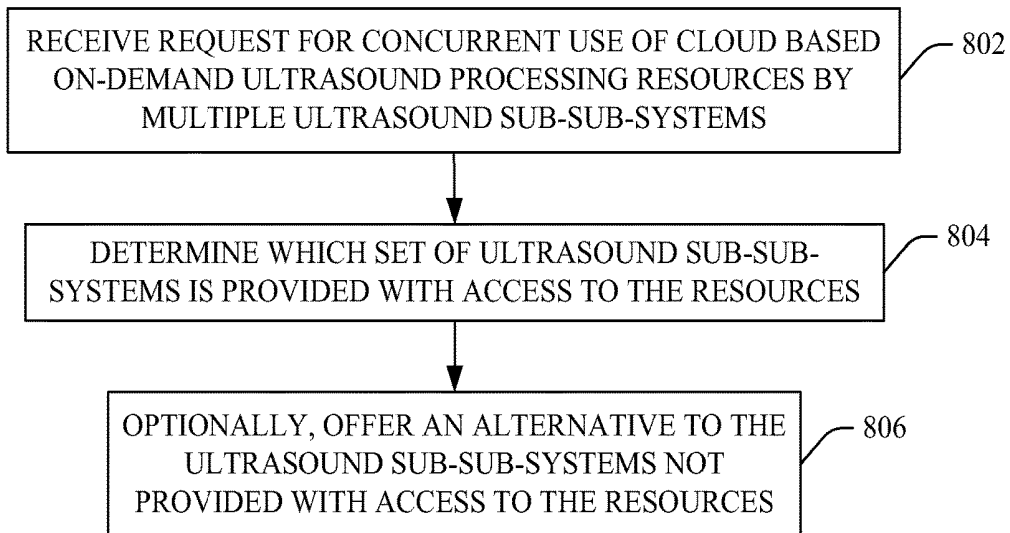 RECEIVE REQUEST FOR CONCURRENT USE OF CLOUD BASED
ON-DEMAND ULTRASOUND PROCESSING RESOURCES BY
MULTIPLE ULTRASOUND SUB-SUB-SYSTEMS
802
DETERMINE WHICH SET OF ULTRASOUND SUB-SUB-
SYSTEMS IS PROVIDED WITH ACCESS TO THE RESOURCES
804
OPTIONALLY, OFFER AN ALTERNATIVE TO THE
ULTRASOUND SUB-SUB-SYSTEMS NOT
PROVIDED WITH ACCESS TO THE RESOURCES
806